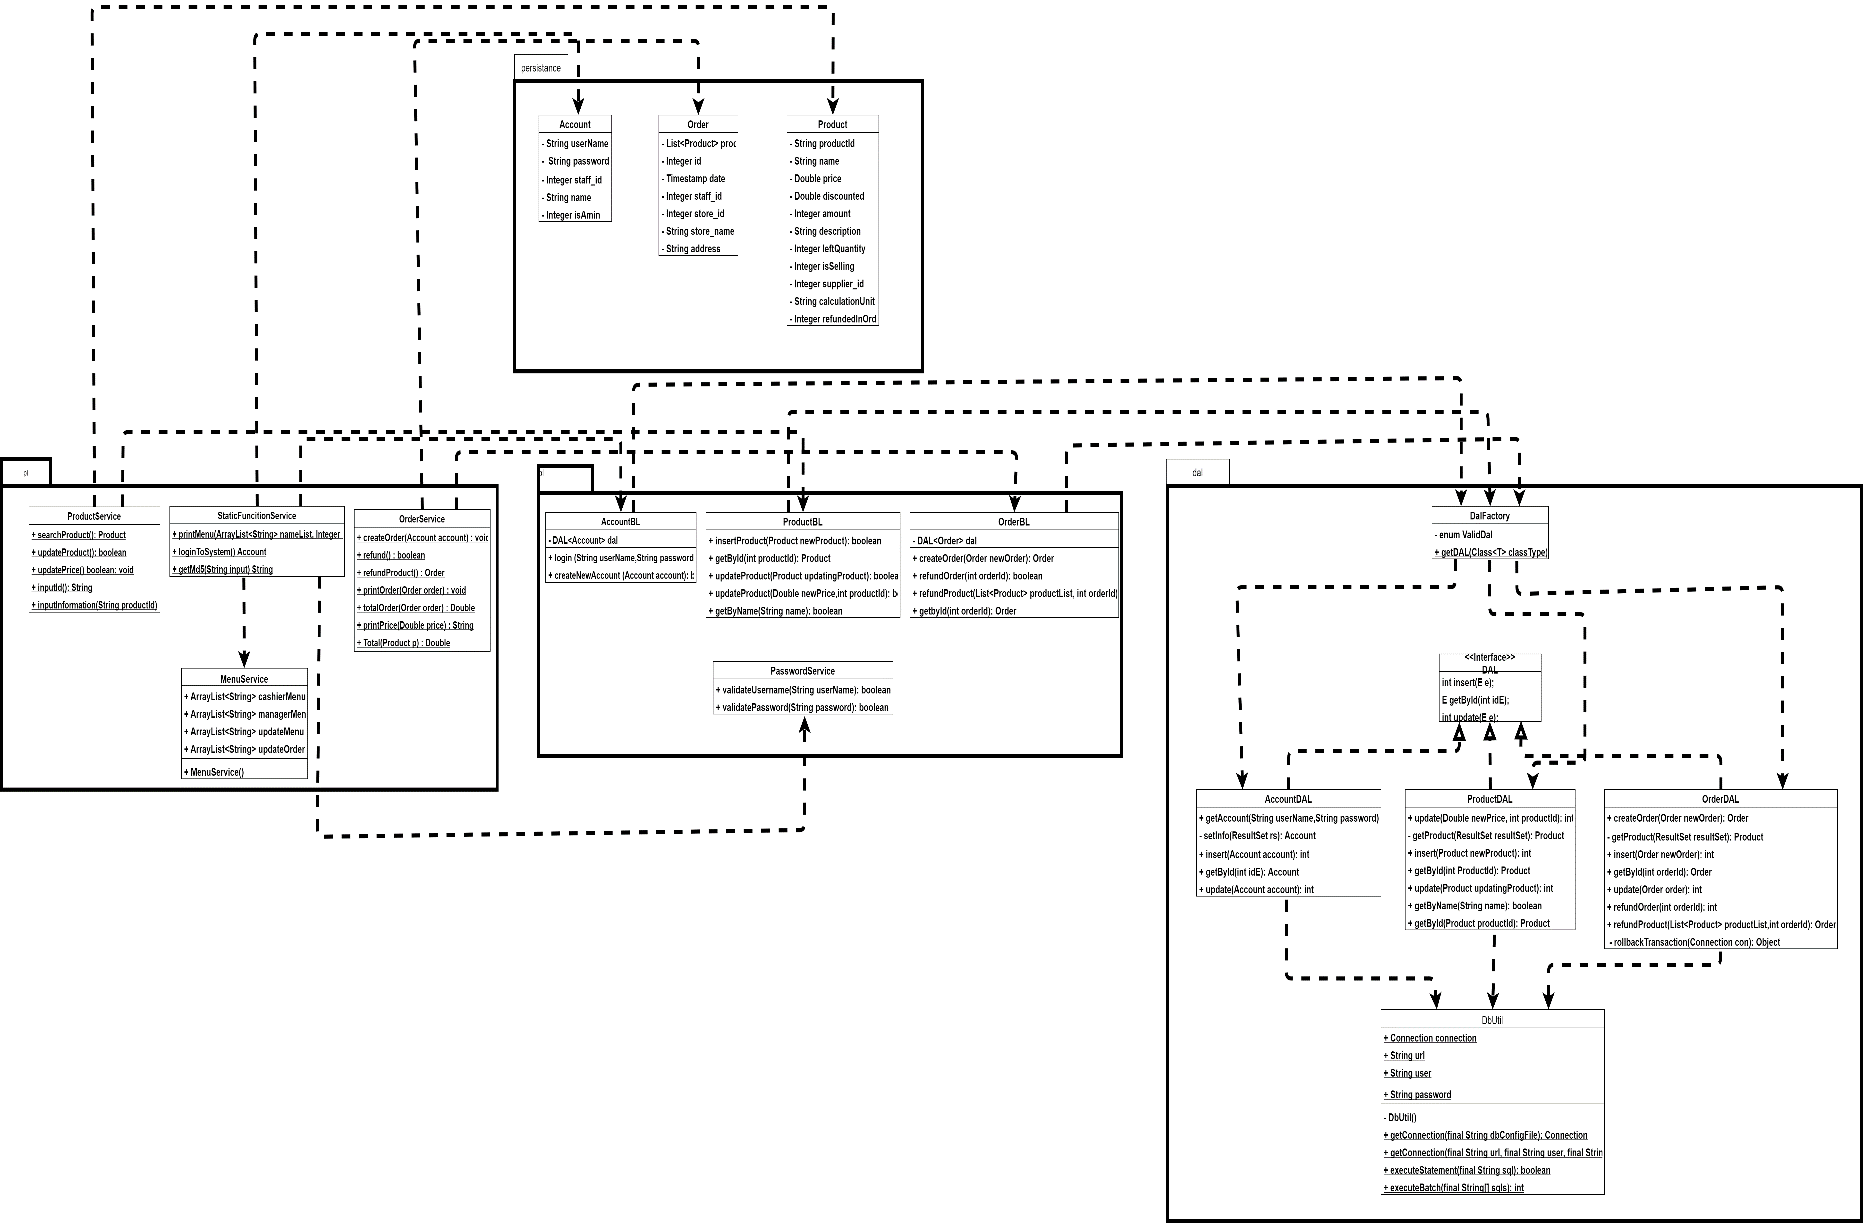 persistance
Account
- String userName
- String password
- Integer staff_id
- String name
- Integer isAmin
Order
- List<Product> proc
- Integer id
- Timestamp date
- Integer staff_id
- Integer store_id
- String store_name
- String address
Product
- String productId
- String name
- Double price
- Double discounted
- Integer amount
- String description
- Integer leftQuantity
- Integer isSelling
- Integer supplier_id
- String calculationUnit
- Integer refundedInOrd
ProductService
+ searchProduct(): Product
+ updateProduct(): boolean
+ updatePrice() boolean: void
+ inputId(): String
+ inputInformation(String productId)
StaticFuncitionService
+ printMenu(ArrayList<String> nameList, Integer
+ loginToSystem() Account
+ getMd5(String input) String
OrderService
+ createOrder(Account account) : voic
+ refund() : boolean
+ refundProduct() : Order
+ printOrder(Order order) : void
+ totalOrder(Order order) : Double
+ printPrice(Double price) : String
+ Total(Product p) : Double
MenuService
+ ArrayList<String> cashierMenu
+ ArrayList<String> managerMen
+ ArrayList<String> updateMenu
+ ArrayList<String> updateOrder
+ MenuService()
AccountBL
- DAL<Account> dal
+ login (String userName,String password
+ createNewAccount (Account account):
ProductBL
+ insertProduct(Product newProduct): boolean
+ getById(int productId): Product
+ updateProduct(Product updatingProduct): boolea
+ updateProduct(Double newPrice,int productId): b
+ getByName(String name): boolean
OrderBL
- DAL<Order> dal
+ createOrder(Order newOrder): Order
+ refundOrder(int orderId): boolean
+ refundProduct(List<Product> productList, int orderId)
+ getbyId(int orderId): Order
PasswordService
+ validateUsername(String userName): boolean
+ validatePassword(String password): boolean
dal
DalFactory
- enum ValidDal
+ getDAL(Class<T> classType)
<<Interface>>
DAL
int insert(E e);
E getById(int idE);
int update(E e);
AccountDAL
+ getAccount(String userName,String password)
- setInfo(ResultSet rs): Account
+ insert(Account account): int
+ getById(int idE): Account
+ update(Account account): int
ProductDAL
+ update(Double newPrice, int productId): int
- getProduct(ResultSet resultSet): Product
+ insert(Product newProduct): int
+ getById(int ProductId): Product
+ update(Product updatingProduct): int
+ getByName(String name): boolean
+ getById(Product productId): Product
OrderDAL
+ createOrder(Order newOrder): Order
- getProduct(ResultSet resultSet): Product
+ insert(Order newOrder): int
+ getById(int orderId): Order
+ update(Order order): int
+ refundOrder(int orderId): int
+ refundProduct(List<Product> productList,int orderId): Order
- rollbackTransaction(Connection con): Object
DbUtil
+ Connection connection
+ String url
+ String user
+ String password
- DbUtil()
+ getConnection(final String dbConfigFile): Connection
+ getConnection(final String url, final String user, final Strin
+ executeStatement(final String sql): boolean
+ executeBatch(final String[] sqls): int